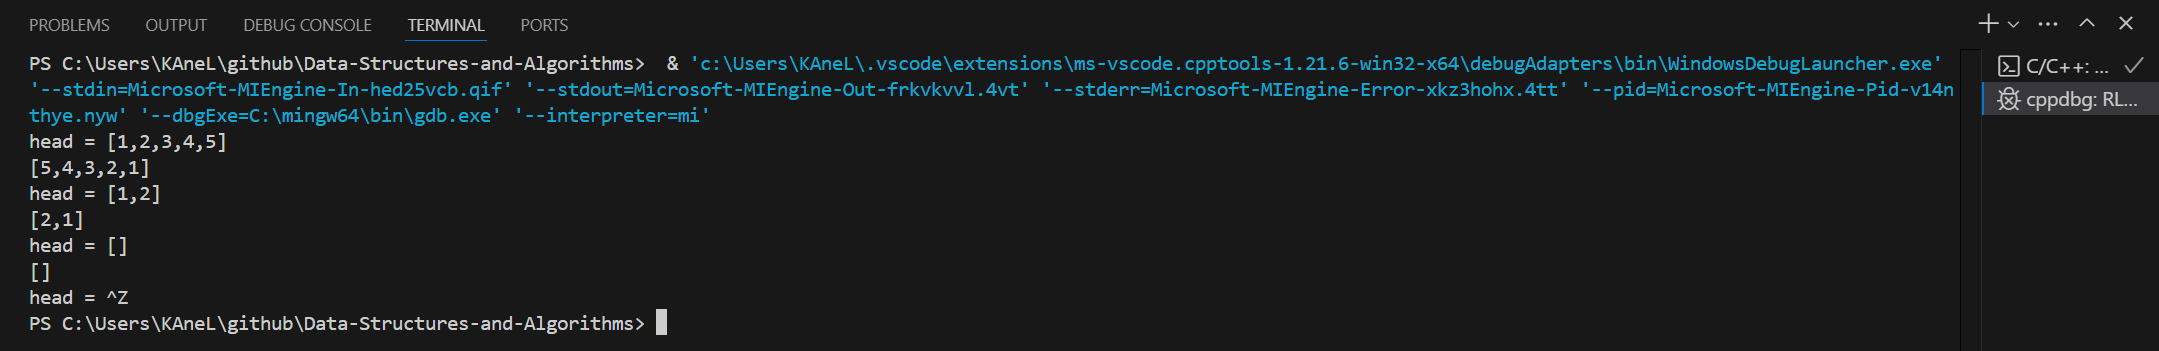 PROBLEMS OUTPUT DEBUG CONSOLE TERMINAL PORTS
PS C:\Users\KAneL\github\Data-Structures-and-Algorithms>  & 'c:\Users\KAneL\.vscode\extensions\ms-vscode.cpptools-1.21.6-win32-x64\debugAdapters\bin\WindowsDebugLauncher.exe'
'--stdin=Microsoft-MIEngine-In-hed25vcb.qif' '--stdout=Microsoft-MIEngine-Out-frkvkvvl.4vt' '--stderr=Microsoft-MIEngine-Error-xkz3hohx.4tt' '--pid=Microsoft-MIEngine-Pid-v14n
thye.nyw' '--dbgExe=C:\mingw64\bin\gdb.exe' '--interpreter=mi'
head = [1,2,3,4,5]
[5,4,3,2,1]
head = [1,2]
[2,1]
head = []
[]
head = ^Z
PS C:\Users\KAneL\github\Data-Structures-and-Algorithms>
C/C++: ...
cppdbg: RL...